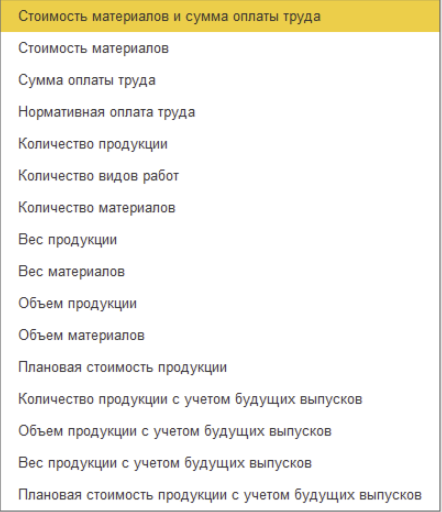 Стоимость материалов и сумма оплаты труда
Стоимость материалов
Сумма оплаты труда
Нормативная оплата труда
Количество продукции
Количество видов работ
Количество материалов
Вес продукции
Вес материалов
Объем продукции
Объем материалов
Плановая стоимость продукции
Количество продукции с учетом будущих выпусков
Объем продукции с учетом будущих выпусков
Вес продукции с учетом будущих выпусков
Плановая стоимость продукции с учетом будущих выпусков